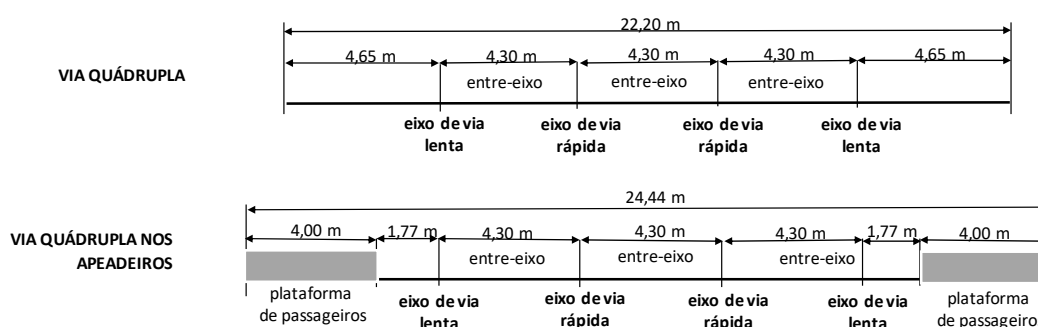 22,20 m
4,65 m 4,30 m 4,30 m 4,30 m 4,65 m
VIA QUÁDRUPLA
entre-eixo entre-eixo entre-eixo
eixo de via eixo de via eixo de via eixo de via
lenta rápida rápida lenta
24,44 m
VIA QUÁDRUPLA NOS
APEADEIROS
4,00 m 1,77 m 4,30 m 4,30 m 4,30 m 1,77 m 4,00 m
entre-eixo entre-eixo entre-eixo
plataforma
de passageiros
eixo de via eixo de via eixo de via eixo de via
lenta rápida rápida lenta
plataforma
de passageiro